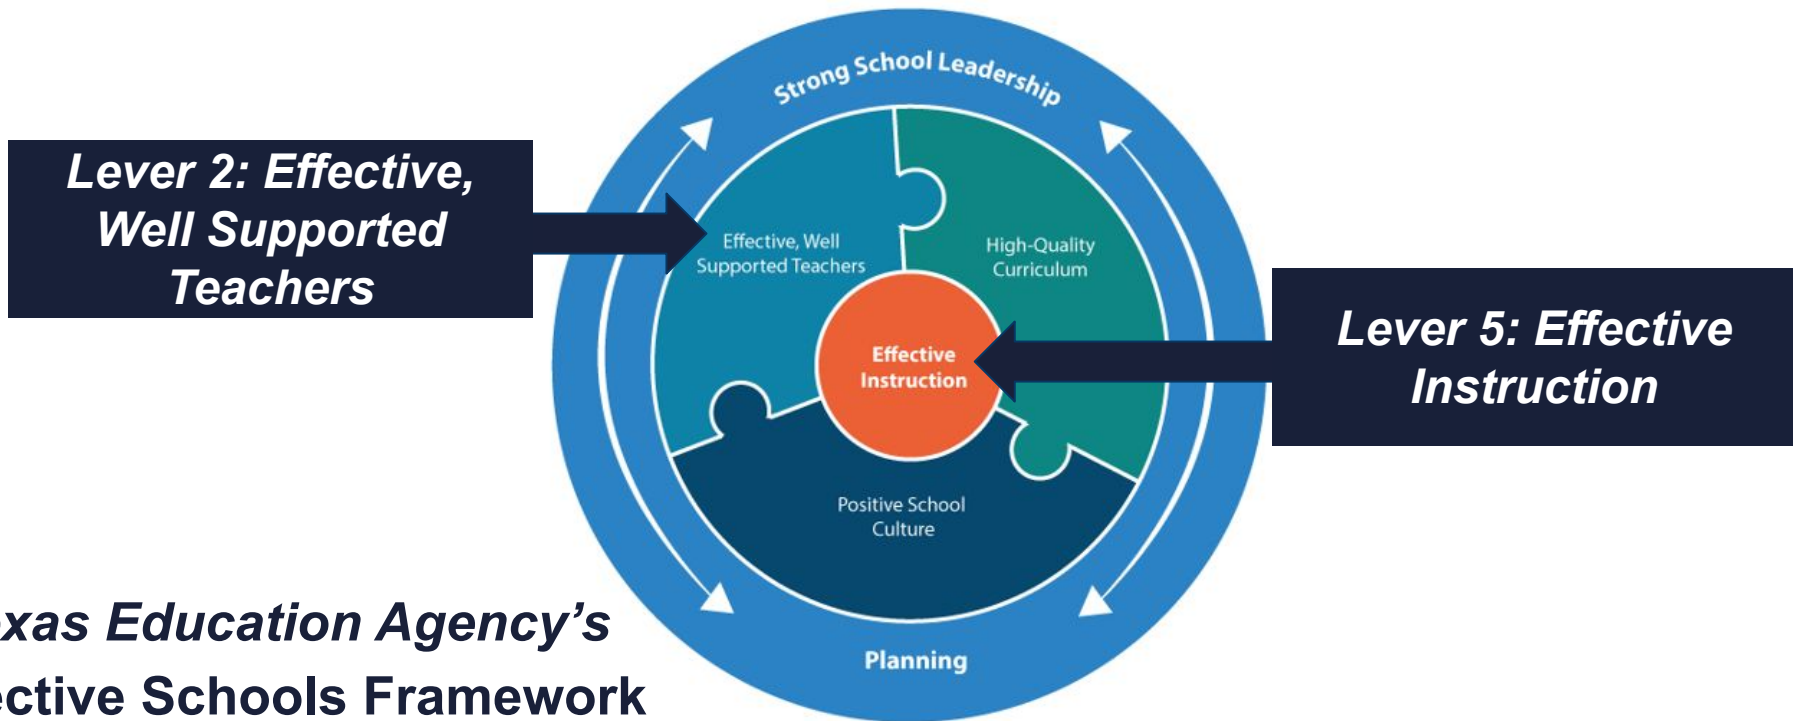 Strong School Leadership
Lever 2: Effective,
Well Supported
Teachers
Effective, Well
Supported Teachers
High-Quality
Curriculum
Effective
Instruction
Lever 5: Effective
Instruction
Positive School
Culture
Planning
exas Education Agency’s
ective Schools Framework